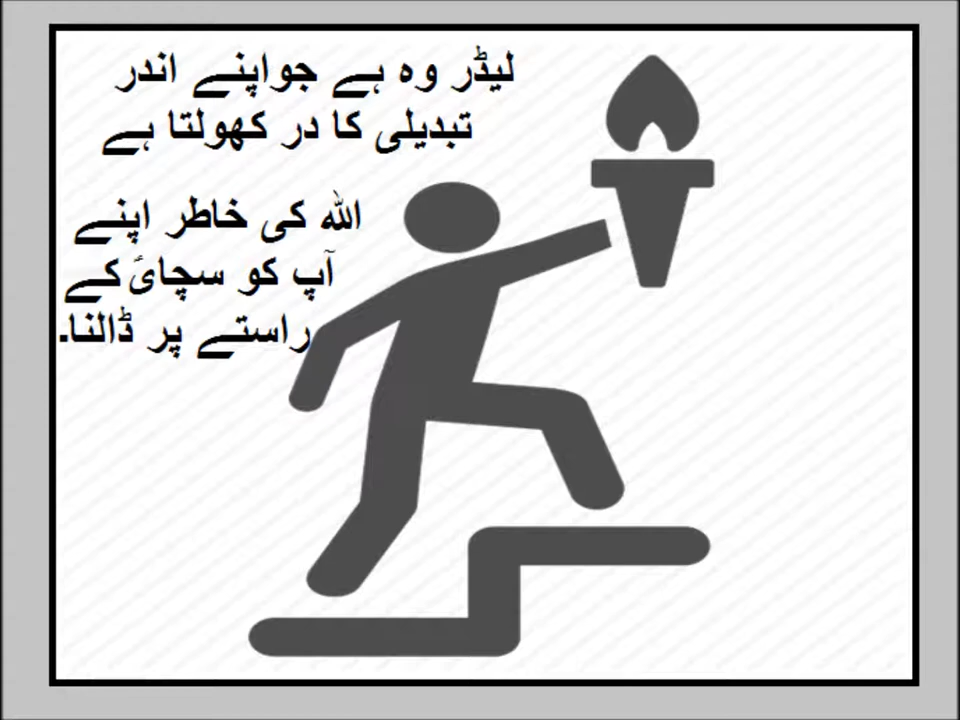 لیڈر وہ ہے جواپنے اندر
تبدیلی کا در کھولتا ہے
اللہ کی خاطر اپنے
آپ کو سچائ کے
راستے پر ڈالنا۔